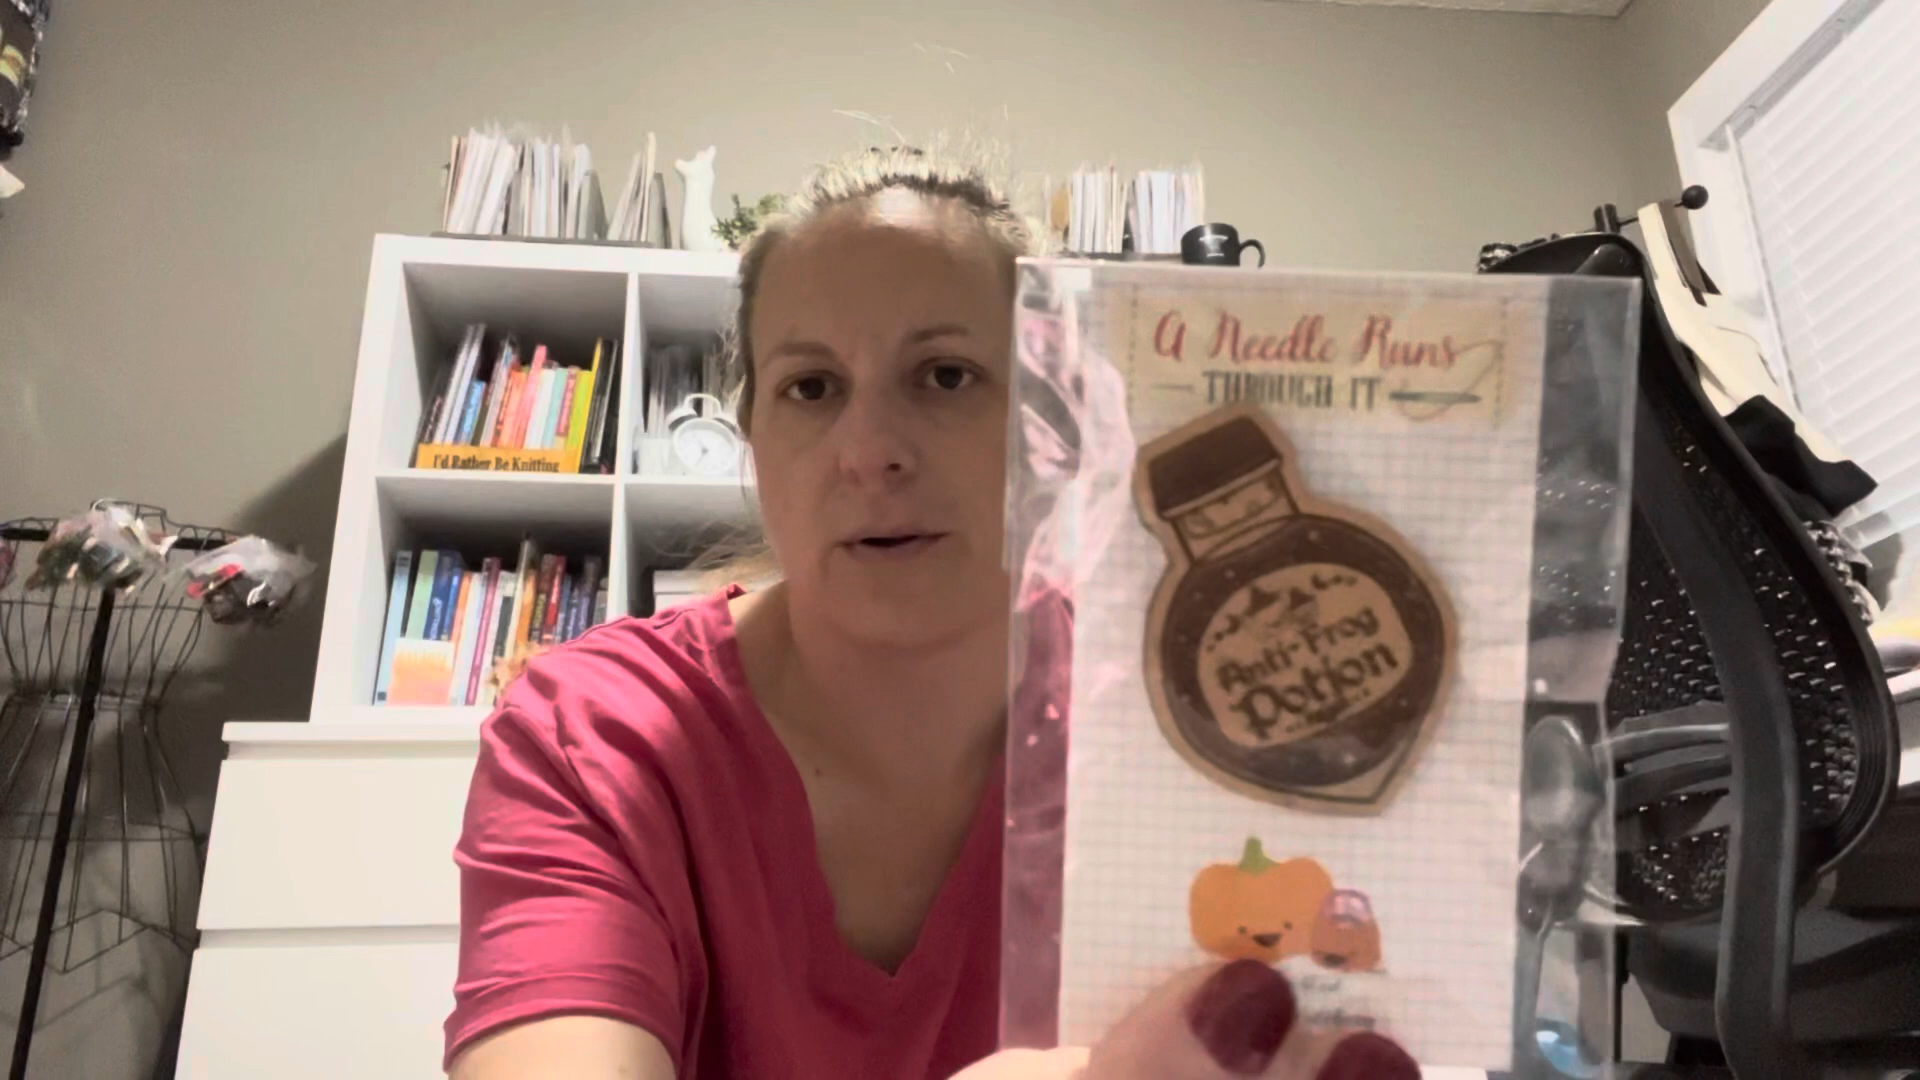 I'd Rather Be Knitting
A Needle Runs
THROUGH IT
Anti-Frog
Potion